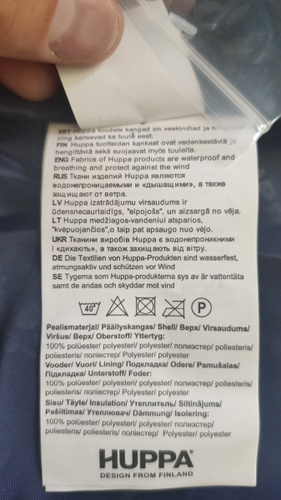 EST Huppa toodete kangad on veekindlad ja
ning kaitsevad ka tuule eest.
FIN Huppa tuotteiden kankaat ovat vedenkestäviä ja
hengittäviä sekä suojaavat myös tuulelta.
ENG Fabrics of Huppa products are waterproof and
breathing and protect against the wind
RUS Ткани изделий Huppa являются
водонепроницаемыми и «дышащими», а также
защищают от ветра.
LV Huppa izstrādājumu virsaudums ir
ūdensnecaurlaidīgs, "elpojošs", un aizsargā no vēja.
LT Huppa medžiagos-vandeniui atsparios,
"kvėpuojančios", o taip pat apsaugo nuo vėjo.
UKR Тканини виробів Huppa є водонепроникними
і «дихають», а також захищають від вітру.
DE Die Textilien von Huppa-Produkten sind wasserfest,
atmungsaktiv und schützen vor Wind
SE Tygerna som Huppa-produkterna sys av är vattentäta
samt de andas och skyddar mot vind
40° P
Pealismaterjal/ Päällyskangas/ Shell/ Верх/ Virsaudums/
Viršus/ Верх/ Oberstoff/ Yttertyg:
100% polüester/ polyesteri/ polyester/ полиэстер/ poliesteris/
poliesteris/ поліестер/ Polyester/ polyester
Vooder/ Vuori/ Lining/ Подкладка/ Odere/ Pamušalas/
Підкладка/ Unterstoff/ Foder:
100% polüester/ polyesteri/ polyester/ полиэстер/ poliesteris/
poliesteris/ поліестер/ Polyester/ polyester
Sisu/ Täyte/ Insulation/ Утеплитель/ Siltinājums/
Pašiltimas/ Утеплювач/ Dämmung/ Isolering:
100% polüester/ polyesteri/ polyester/ полиэстер/
poliesteris/ poliesteris/ поліестер/ Polyester/ polyester
HUPPA
DESIGN FROM FINLAND